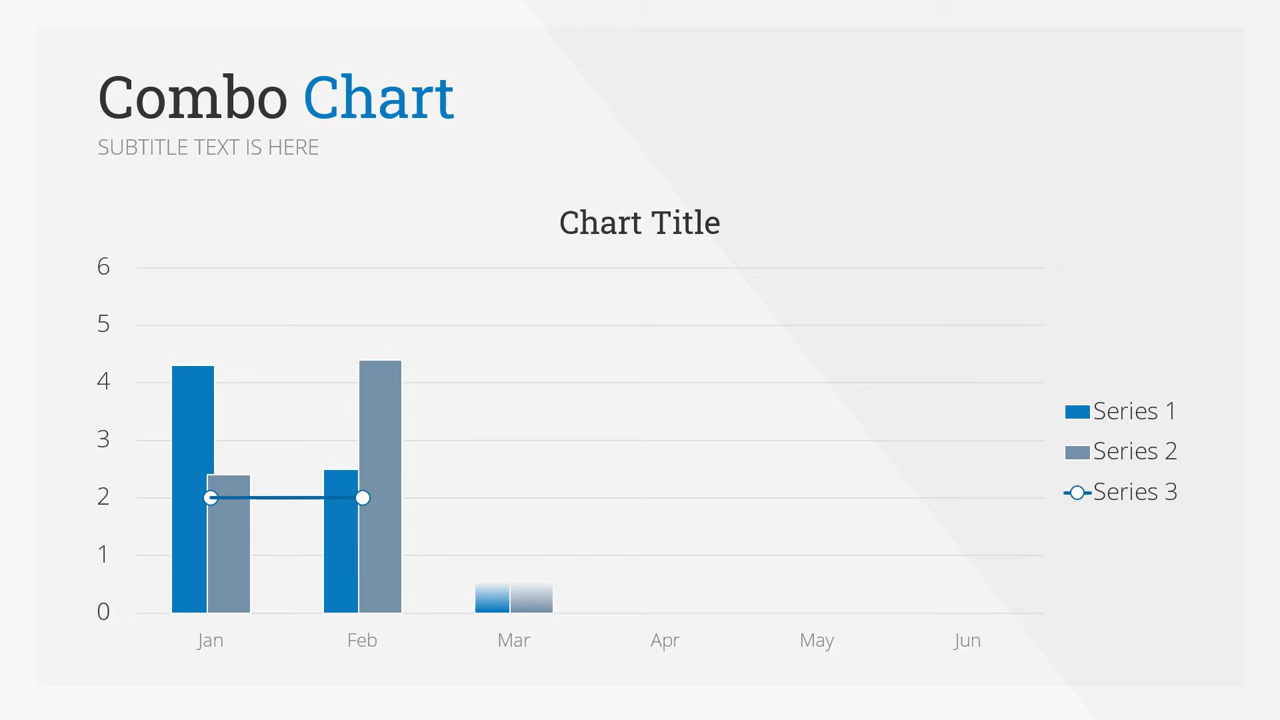 Combo Chart
SUBTITLE TEXT IS HERE
Chart Title
6
5
4
3
2
1
0
Jan Feb Mar Apr May Jun
Series 1
Series 2
Series 3